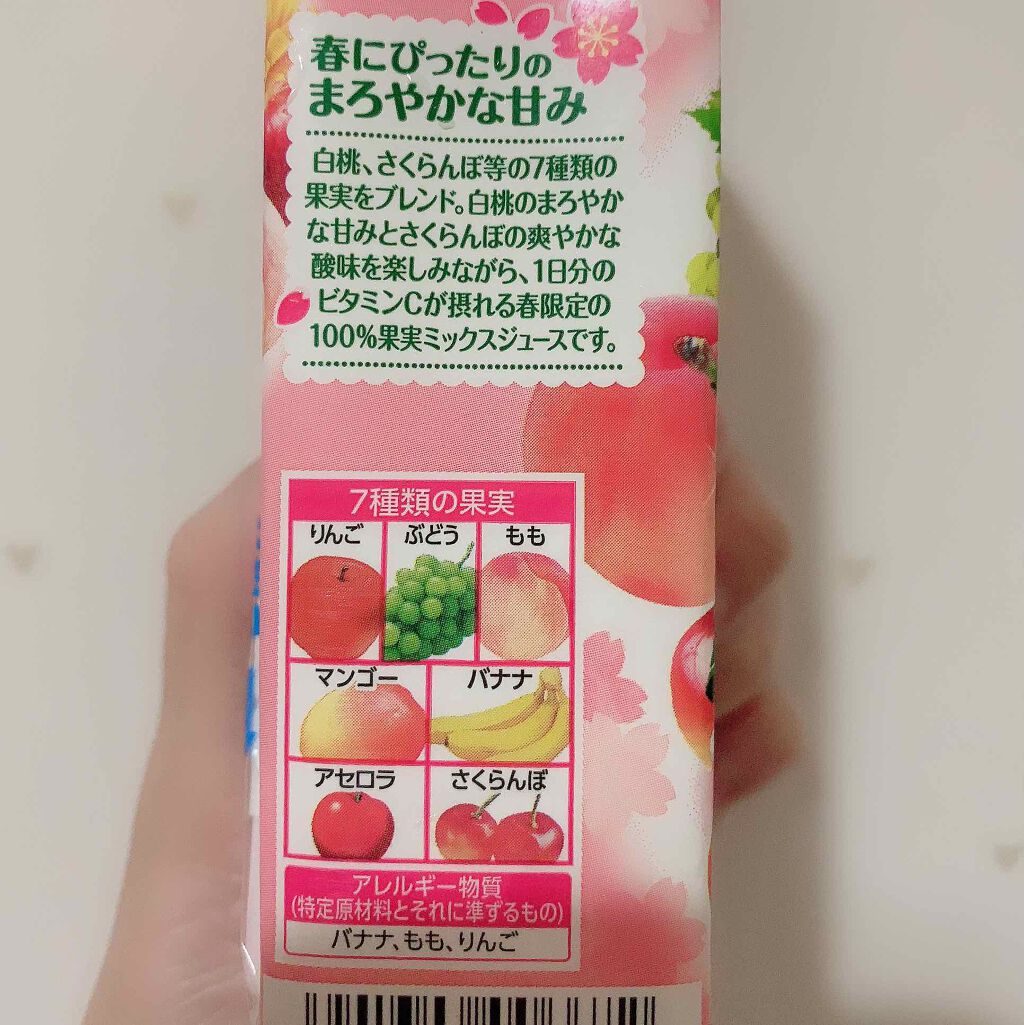 春にぴったりの
まろやかな甘み
白桃、さくらんぼ等の7種類の
果実をブレンド。白桃のまろやか
な甘みとさくらんぼの爽やかな
酸味を楽しみながら、1日分の
ビタミンCが摂れる春限定の
100%果実ミックスジュースです。
7種類の果実
りんご ぶどう もも
マンゴー バナナ
アセロラ さくらんぼ
アレルギー物質
(特定原材料とそれに準ずるもの)
バナナ、もも、りんご